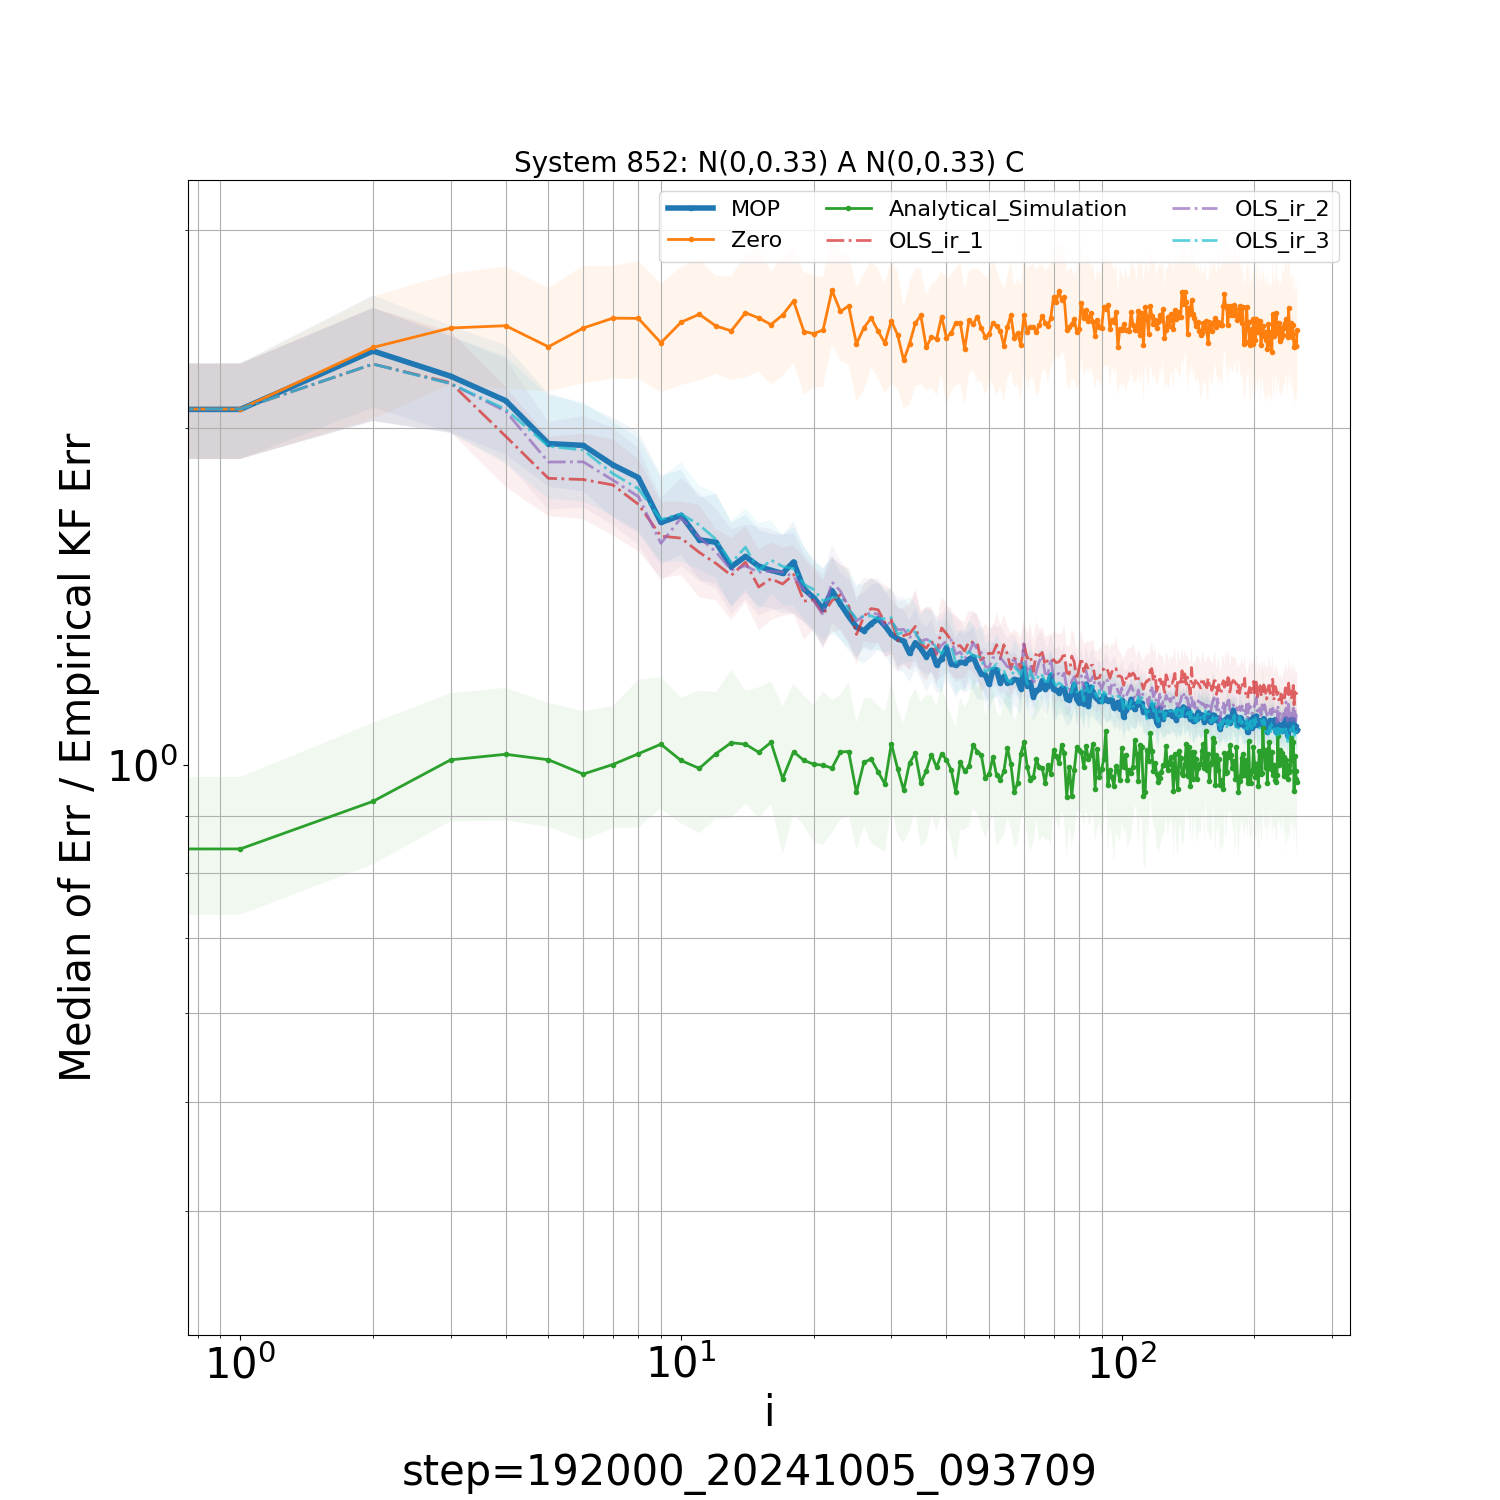 System 852: N(0,0.33) A N(0,0.33) C
MOP
Zero
Analytical_Simulation
OLS_ir_1
OLS_ir_2
OLS_ir_3
Median of Err / Empirical KF Err
10⁰
10⁰
10¹
10²
i
step=192000_20241005_093709